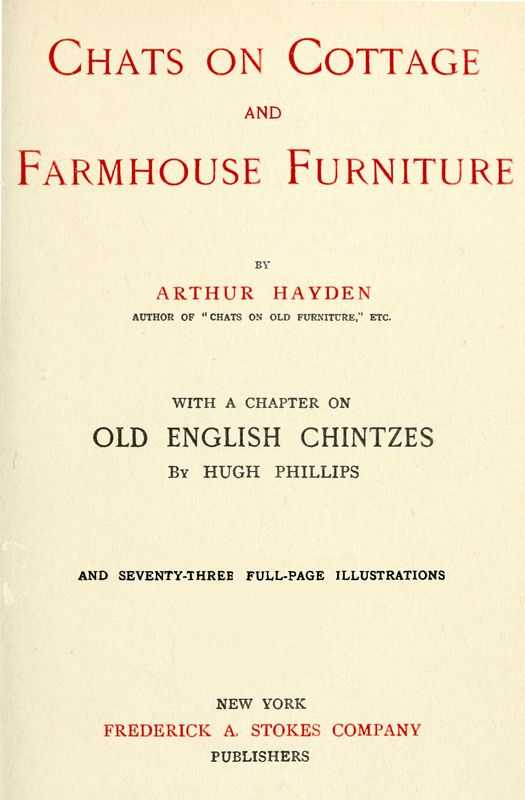 CHATS ON COTTAGE
AND
FARMHOUSE FURNITURE
BY
ARTHUR HAYDEN
AUTHOR OF "CHATS ON OLD FURNITURE," ETC.
WITH A CHAPTER ON
OLD ENGLISH CHINTZES
BY HUGH PHILLIPS
AND SEVENTY-THREE FULL-PAGE ILLUSTRATIONS
NEW YORK
FREDERICK A. STOKES COMPANY
PUBLISHERS